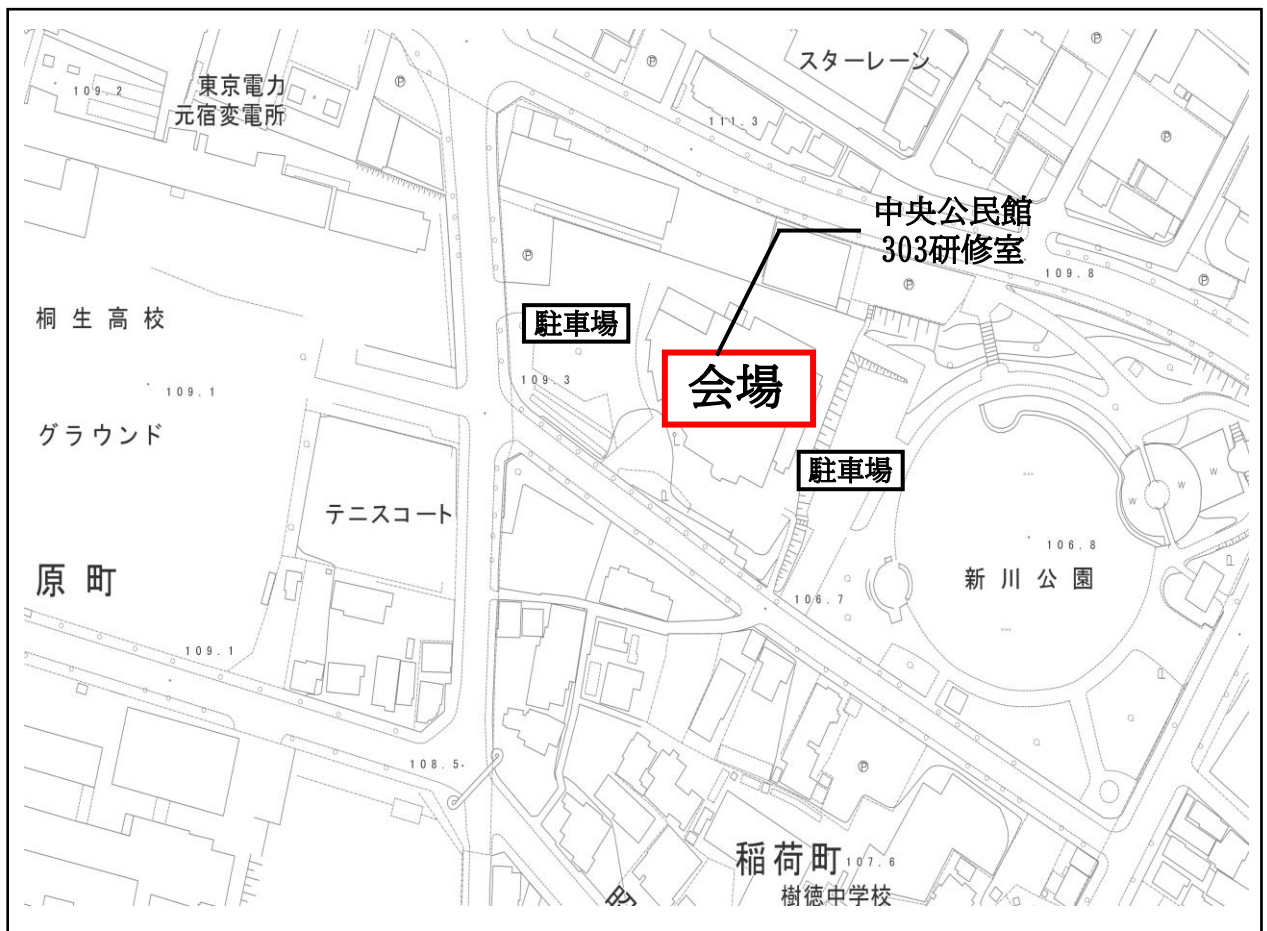 スターレーン
東京電力
元宿変電所
109.2
Ⓟ
Ⓟ
Ⓟ
111.3
Ⓟ
中央公民館
303研修室
109.8
Ⓟ
Ⓟ
Ⓟ
桐生高校
駐車場
109.3
会場
109.1
グラウンド
駐車場
テニスコート
W
W
W
106.8
原町
新川公園
106.7
109.1
108.5
Ⓟ
稲荷町
107.6
樹徳中学校